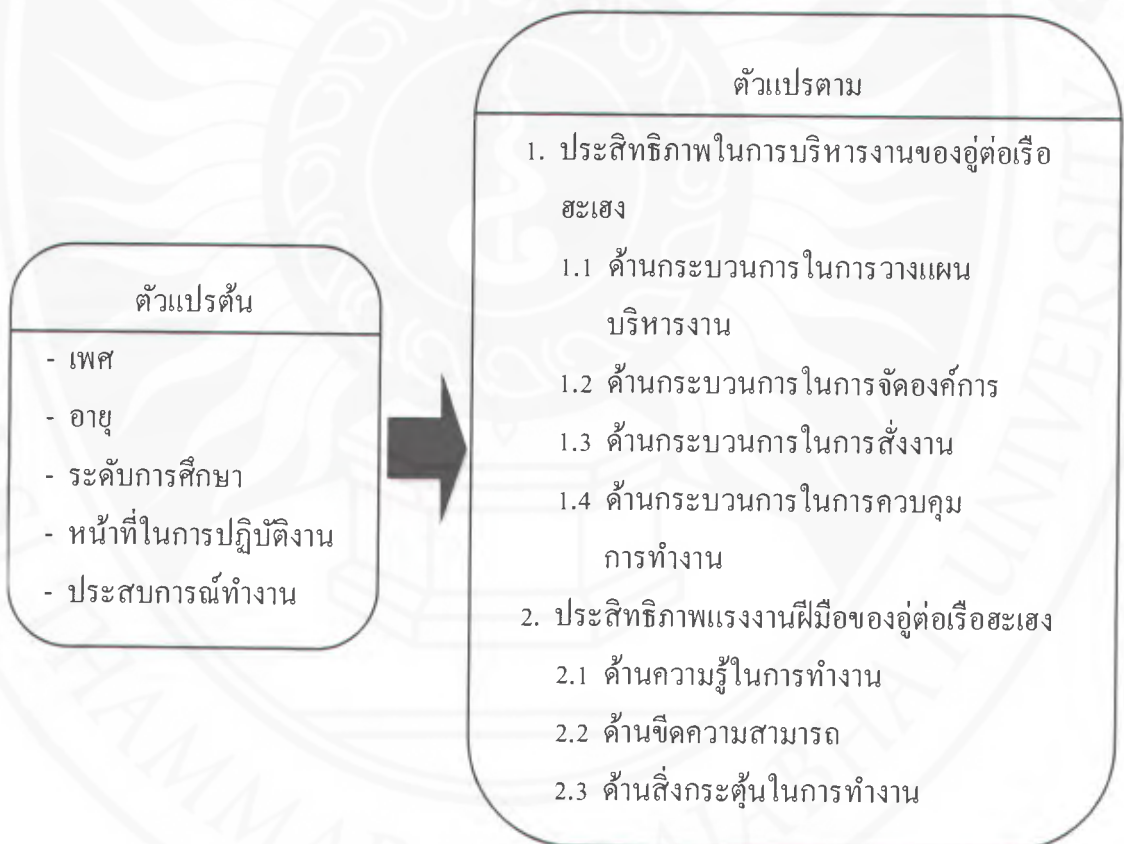 ตัวแปรต้น
- เพศ
- อายุ
- ระดับการศึกษา
- หน้าที่ในการปฏิบัติงาน
- ประสบการณ์ทำงาน
ตัวแปรตาม
1. ประสิทธิภาพในการบริหารงานของอู่ต่อเรือ
ฮะเฮง
1.1 ด้านกระบวนการในการวางแผน
บริหารงาน
1.2 ด้านกระบวนการในการจัดองค์การ
1.3 ด้านกระบวนการในการสั่งงาน
1.4 ด้านกระบวนการในการควบคุม
การทำงาน
2. ประสิทธิภาพแรงงานฝีมือของอู่ต่อเรือฮะเฮง
2.1 ด้านความรู้ในการทำงาน
2.2 ด้านขีดความสามารถ
2.3 ด้านสิ่งกระตุ้นในการทำงาน